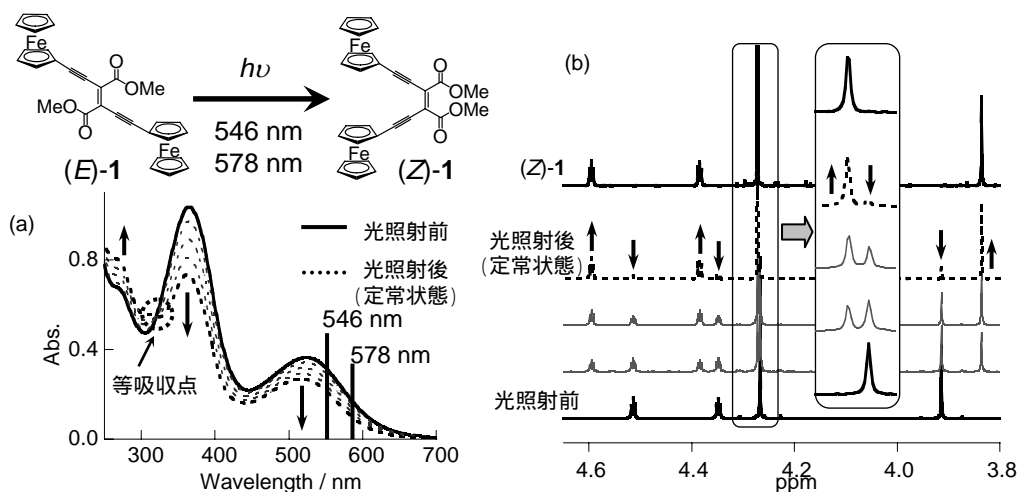 Fe
MeO
O
OMe
O
Fe
hυ
546 nm
578 nm
Fe
O
OMe
OMe
O
Fe
(E)-1
(Z)-1
(a)
光照射前
光照射後
(定常状態)
546 nm
578 nm
等吸収点
Abs.
0.8
0.4
0.0
300
400
500
600
700
Wavelength / nm
(b)
(Z)-1
光照射後
(定常状態)
光照射前
4.6
4.4
4.2
4.0
3.8
ppm